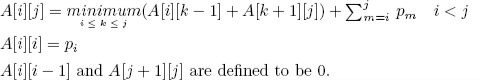 A[i][j] = minimum(A[i][k − 1] + A[k + 1][j]) + ∑_{m=i}^{j} p_m   i < j
i ≤ k ≤ j
A[i][i] = p_i
A[i][i − 1] and A[j + 1][j] are defined to be 0.